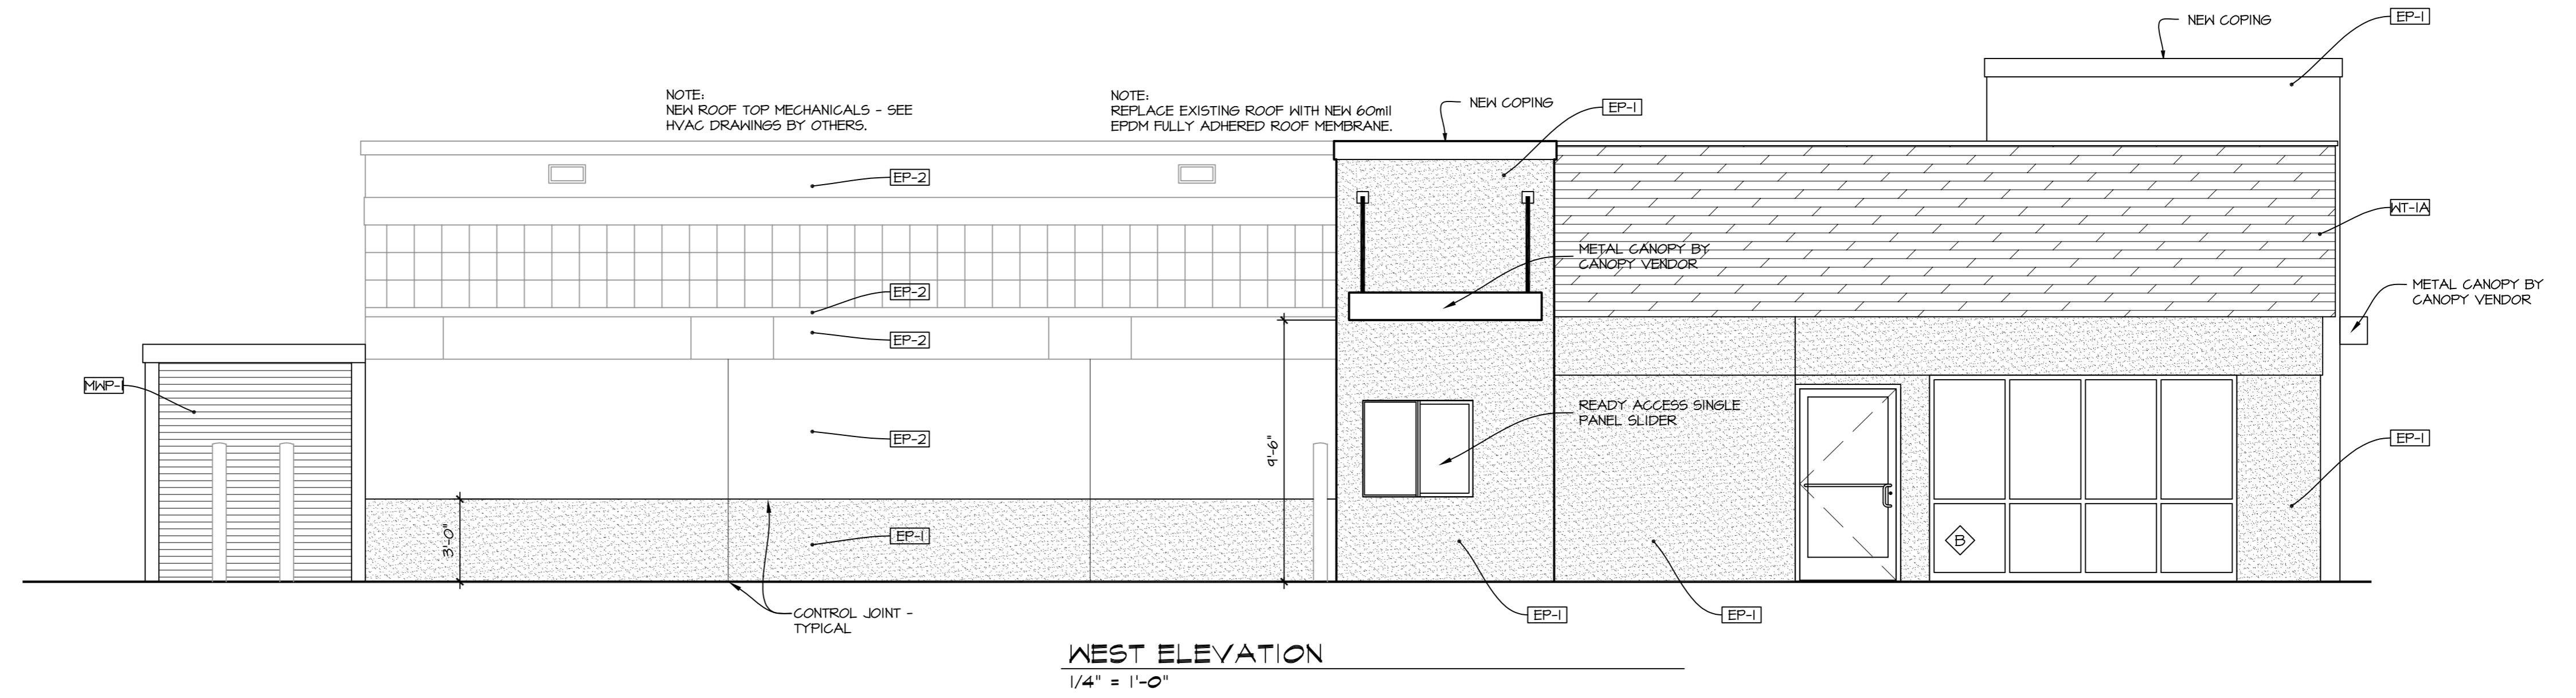 NEW COPING
EP-1
NOTE:
NEW ROOF TOP MECHANICALS - SEE
HVAC DRAWINGS BY OTHERS.
NOTE:
REPLACE EXISTING ROOF WITH NEW 60mil
EPDM FULLY ADHERED ROOF MEMBRANE.
NEW COPING
EP-1
EP-2
WT-1A
METAL CANOPY BY
CANOPY VENDOR
EP-2
METAL CANOPY BY
CANOPY VENDOR
EP-2
MWP-1
READY ACCESS SINGLE
PANEL SLIDER
EP-2
9'-6"
EP-1
3'-0"
EP-1
B
CONTROL JOINT -
TYPICAL
EP-1
EP-1
WEST ELEVATION
1/4" = 1'-0"